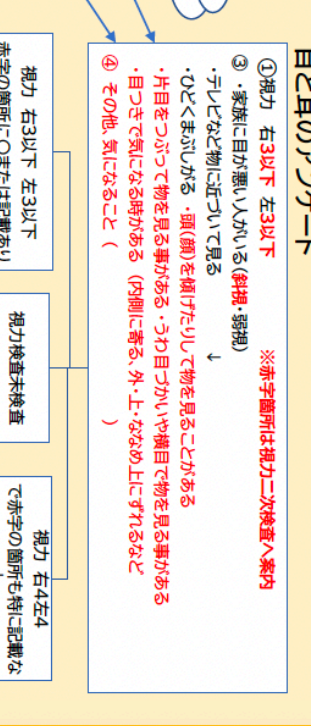 目と耳のアンケート
①視力 右3以下 左3以下 ※赤字箇所は視力二次検査へ案内
③ ・家族に目が悪い人がいる(斜視・弱視)
・テレビなど物に近づいて見る ↓
・ひどくまぶしがる ・頭(顔)を傾げたりして物を見ることがある
・片目をつぶって物を見る事がある・うわ目づかいや横目で物を見る事がある
・目つきで気になる時がある (内側に寄る、外・上・ななめ上にずれるなど
④ その他、気になること ( )
視力 右3以下 左3以下
赤字の箇所に〇または記載あり
視力検査未検査
視力 右4左4
で赤字の箇所も特に記載な